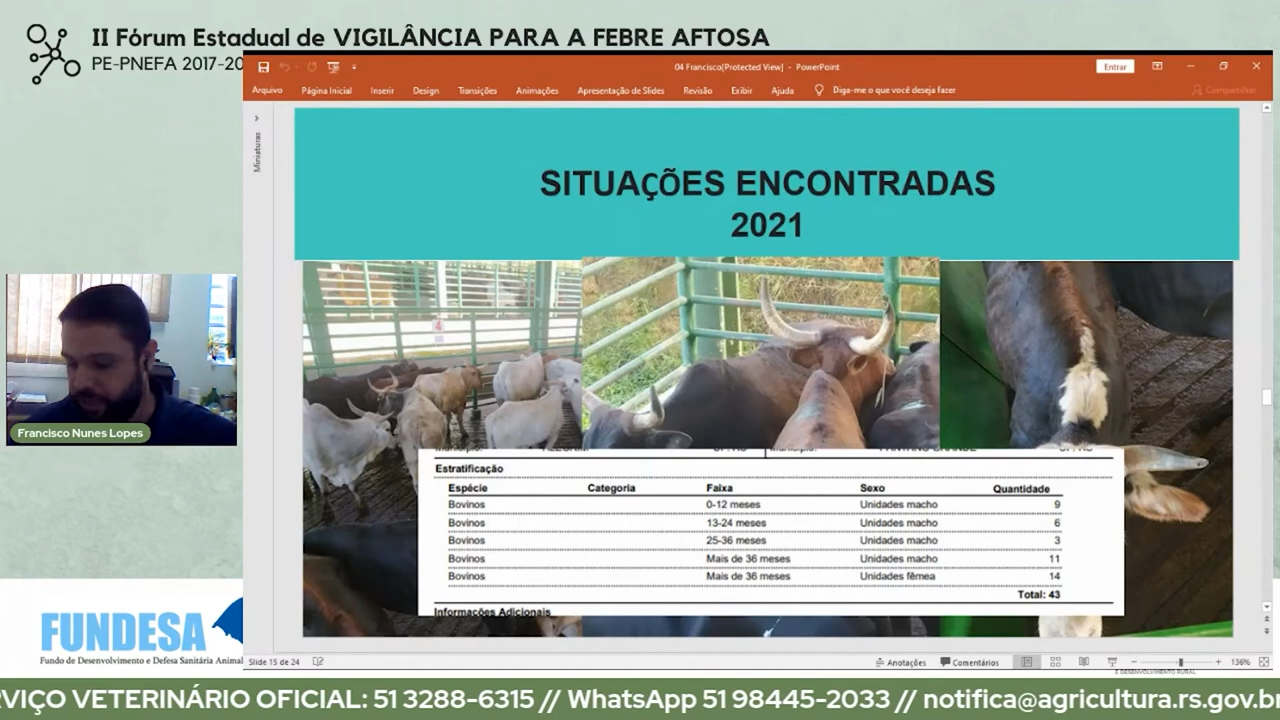 II Fórum Estadual de VIGILÂNCIA PARA A FEBRE AFTOSA
PE-PNEFA 2017-20
04 Francisco[Protected View] - PowerPoint
Entrar
Arquivo Página Inicial Inserir Design Transições Animações Apresentação de Slides Revisão Exibir Ajuda Diga-me o que você deseja fazer Compartilhar
Miniaturas
SITUAÇÕES ENCONTRADAS
2021
4
Estratificação
Espécie Categoria Faixa Sexo Quantidade
Bovinos 0-12 meses Unidades macho 9
Bovinos 13-24 meses Unidades macho 6
Bovinos 25-36 meses Unidades macho 3
Bovinos Mais de 36 meses Unidades macho 11
Bovinos Mais de 36 meses Unidades fêmea 14
Total: 43
Informações Adicionais
Francisco Nunes Lopes
FUNDESA
Fundo de Desenvolvimento e Defesa Sanitária Animal
Slide 15 de 24 Anotações Comentários 136%
E DESENVOLVIMENTO RURAL
RVIÇO VETERINÁRIO OFICIAL: 51 3288-6315 // WhatsApp 51 98445-2033 // notifica@agricultura.rs.gov.b